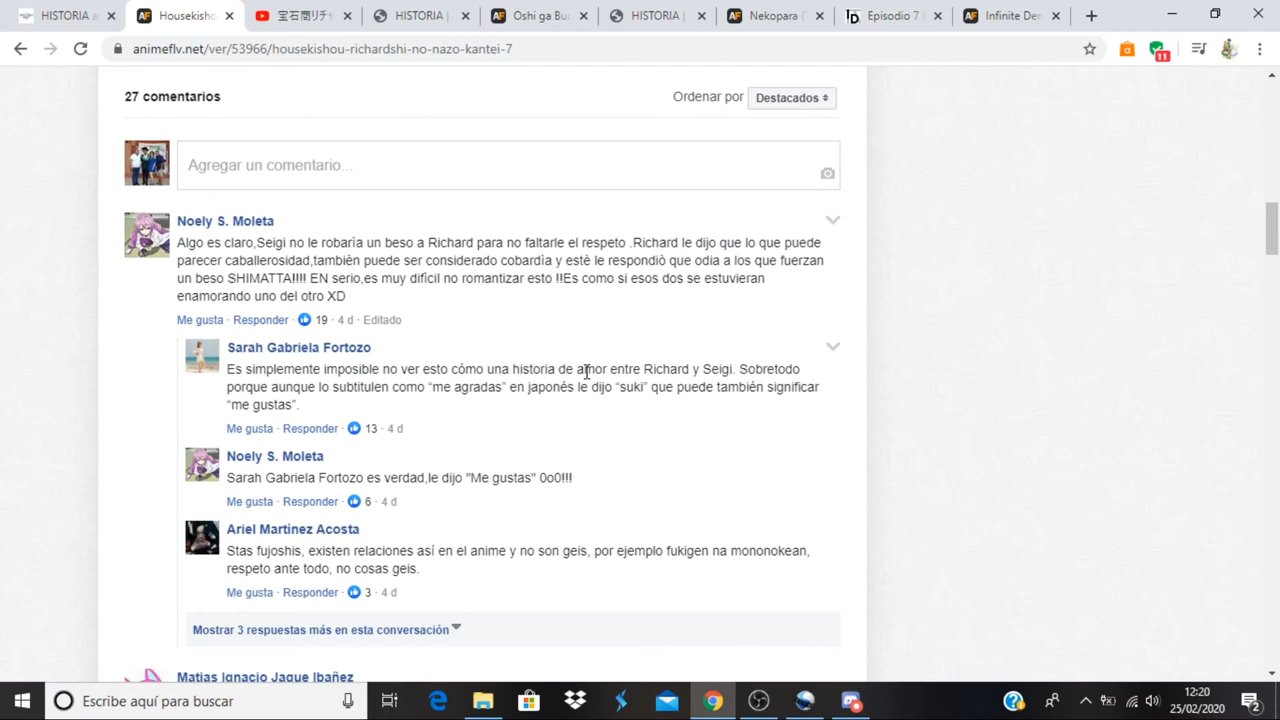 HISTORIA a
Housekisho
宝石商リチャ
HISTORIA |
Oshi ga Bu
HISTORIA |
Nekopara (
Episodio 7 |
Infinite Den
animeflv.net/ver/53966/housekishou-richardshi-no-nazo-kantei-7
11
27 comentarios
Ordenar por Destacados
Agregar un comentario...
Noely S. Moleta
Algo es claro,Seigi no le robarìa un beso a Richard para no faltarle el respeto .Richard le dijo que lo que puede
parecer caballerosidad,tambièn puede ser considerado cobardía y estè le respondiò que odia a los que fuerzan
un beso SHIMATTA!!!! EN serio,es muy difícil no romantizar esto !!Es como si esos dos se estuvieran
enamorando uno del otro XD
Me gusta · Responder · 19 · 4 d · Editado
Sarah Gabriela Fortozo
Es simplemente imposible no ver esto cómo una historia de amor entre Richard y Seigi. Sobretodo
porque aunque lo subtitulen como “me agradas” en japonés le dijo “suki” que puede también significar
“me gustas”.
Me gusta · Responder · 13 · 4 d
Noely S. Moleta
Sarah Gabriela Fortozo es verdad,le dijo "Me gustas" 0o0!!!
Me gusta · Responder · 6 · 4 d
Ariel Martinez Acosta
Stas fujoshis, existen relaciones así en el anime y no son geis, por ejemplo fukigen na mononokean,
respeto ante todo, no cosas geis.
Me gusta · Responder · 3 · 4 d
Mostrar 3 respuestas más en esta conversación
Matias Ignacio Jaque Ibañez
Escribe aquí para buscar
12:20
25/02/2020
2